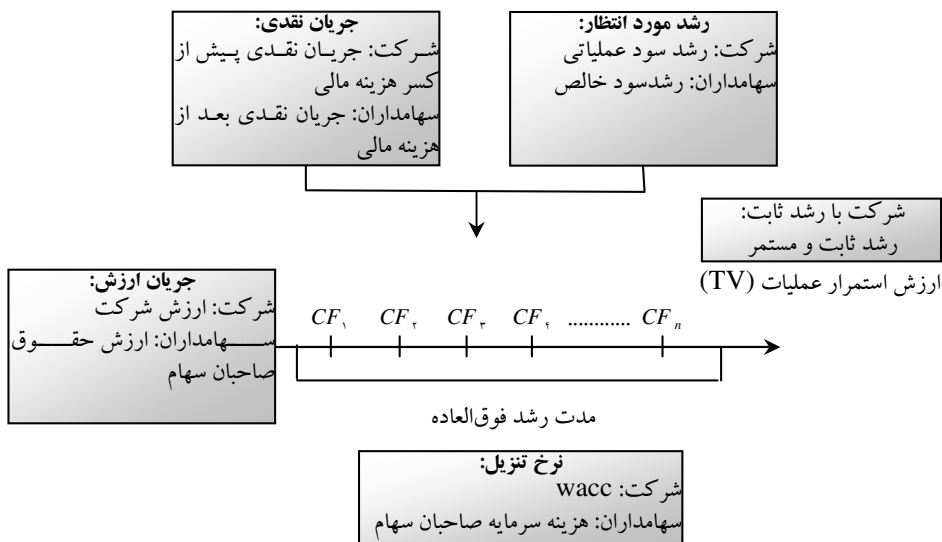 جریان نقدی:
شرکت: جریان نقدی پیش از
کسر هزینه مالی
سهامداران: جریان نقدی بعد از
هزینه مالی
رشد مورد انتظار:
شرکت: رشد سود عملیاتی
سهامداران: رشدسود خالص
شرکت با رشد ثابت:
رشد ثابت و مستمر
ارزش استمرار عملیات (TV)
جریان ارزش:
شرکت: ارزش شرکت
سهامداران: ارزش حقوق
صاحبان سهام
CF۱ CF۲ CF۳ CF۴ ............ CFn
مدت رشد فوق‌العاده
نرخ تنزیل:
شرکت: wacc
سهامداران: هزینه سرمایه صاحبان سهام